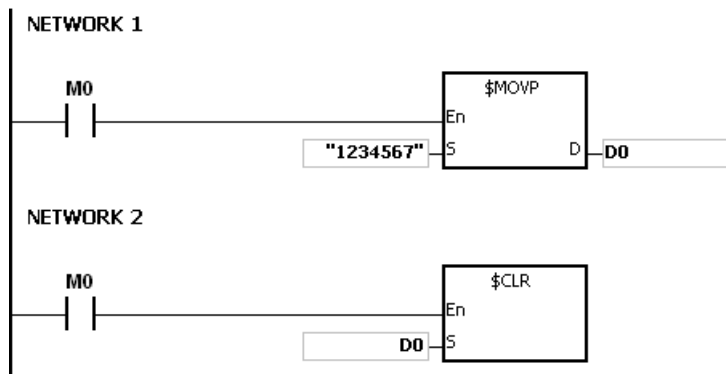 NETWORK 1
M0
$MOVP
En
"1234567" S D D0
NETWORK 2
M0
$CLR
En
D0 S